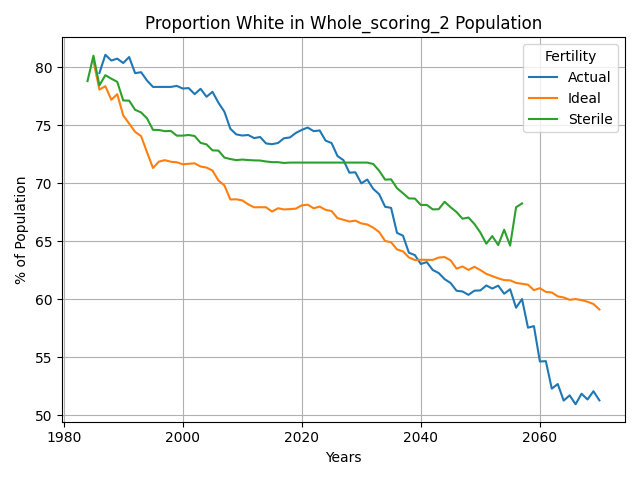 Proportion White in Whole_scoring_2 Population
Fertility
Actual
Ideal
Sterile
% of Population
80
75
70
65
60
55
50
1980
2000
2020
2040
2060
Years